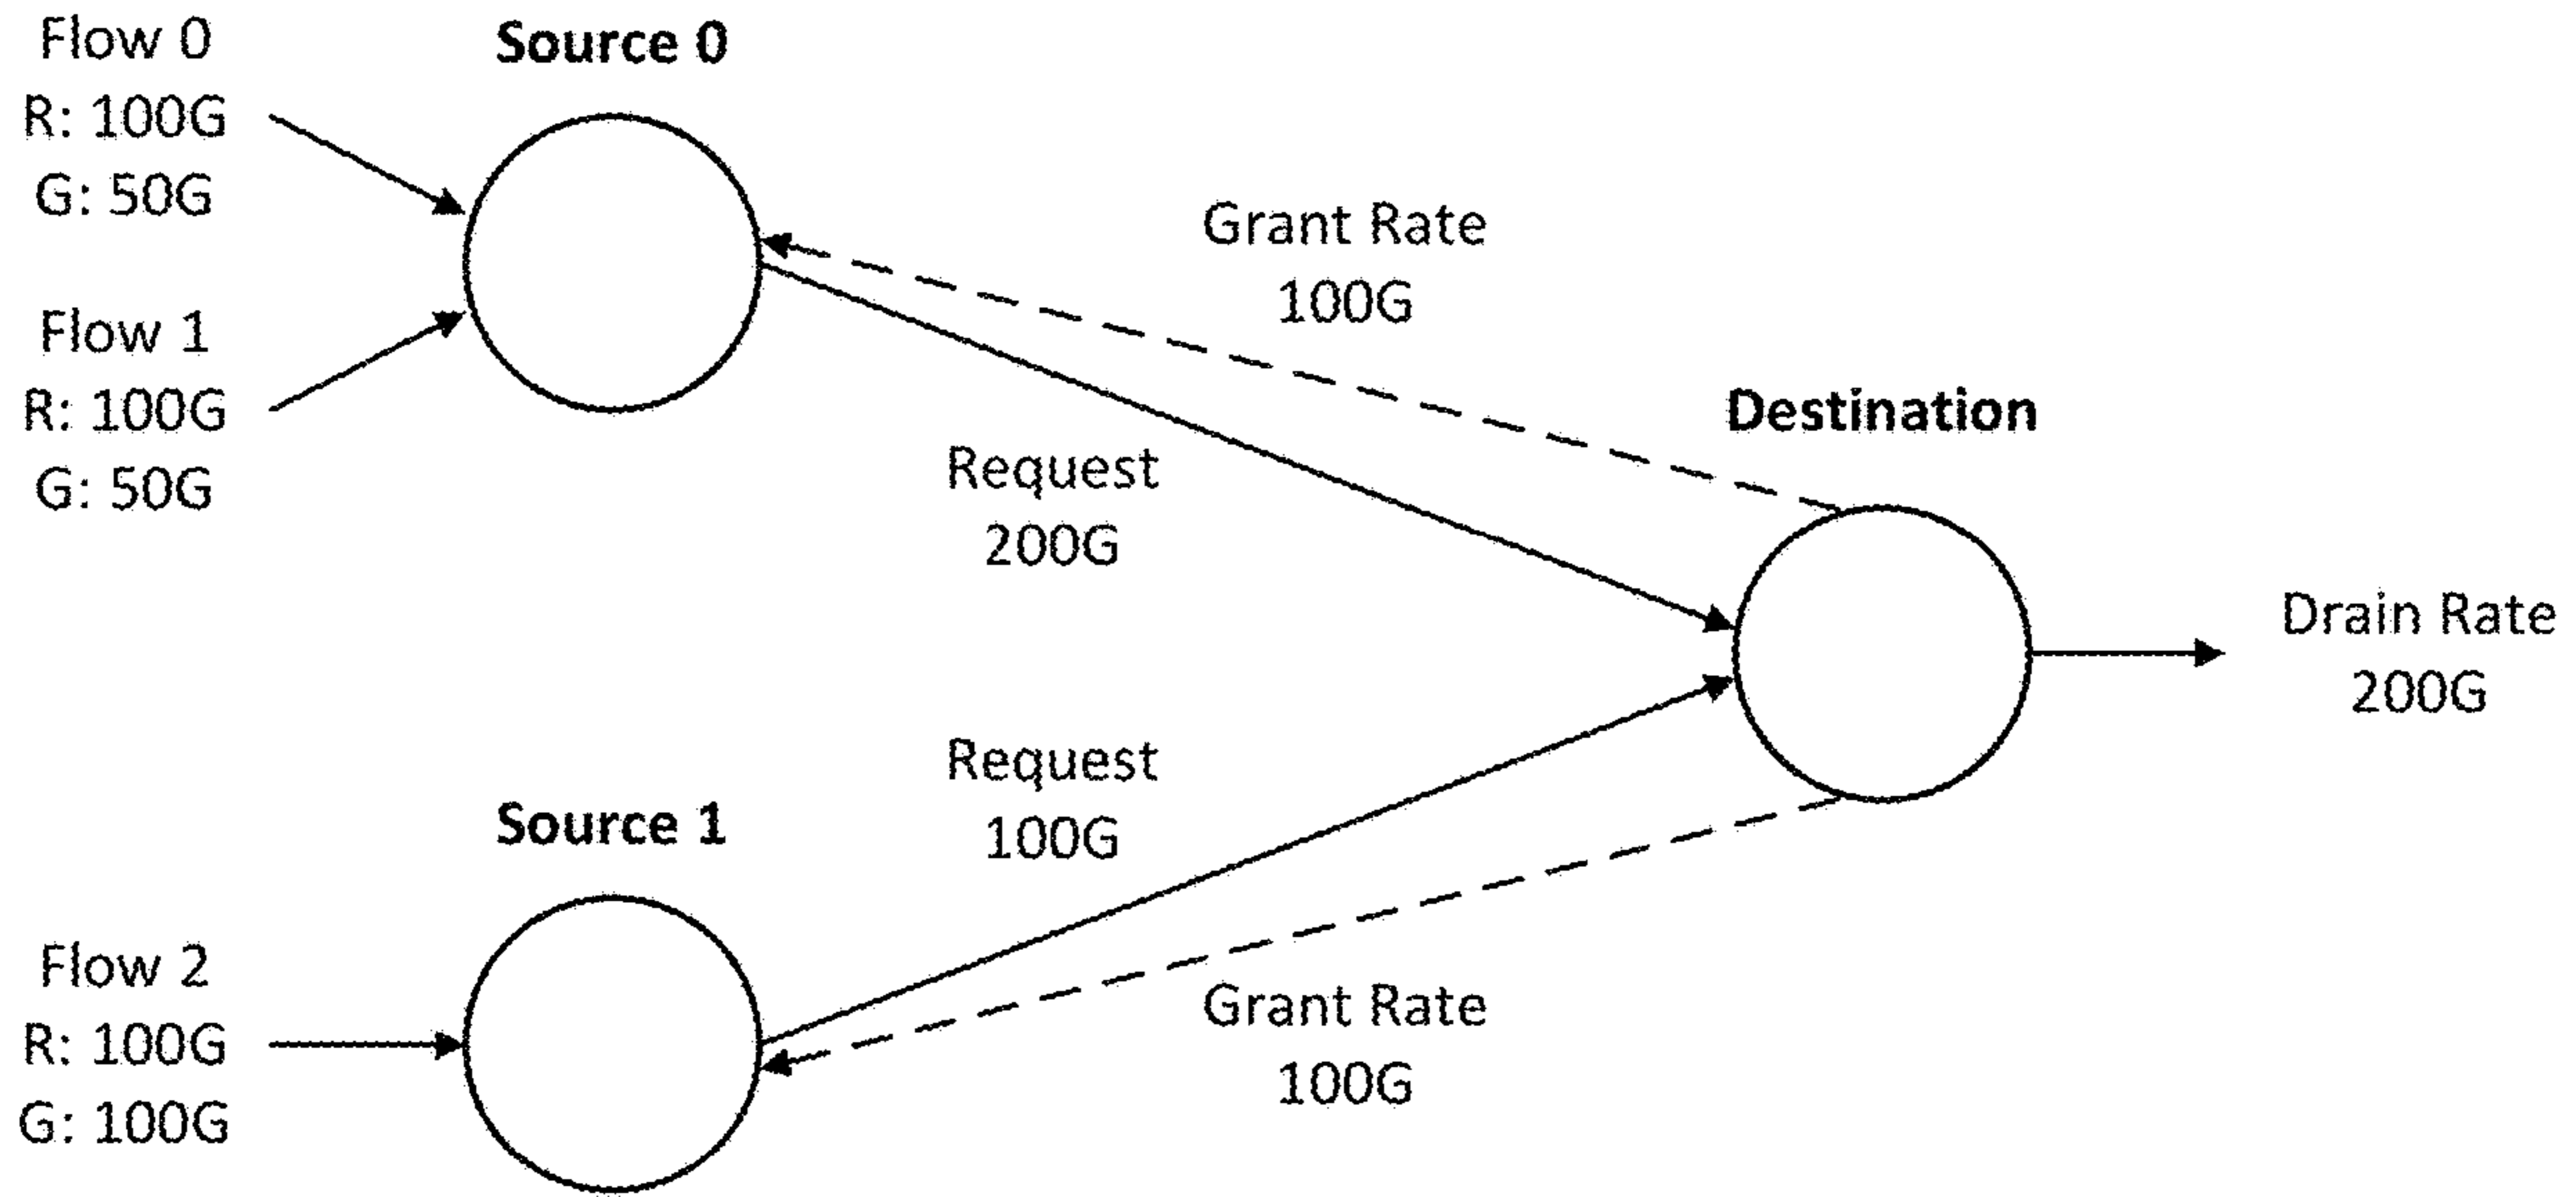 Flow 0
R: 100G
G: 50G
Source 0
Flow 1
R: 100G
G: 50G
Grant Rate
100G
Request
200G
Destination
Drain Rate
200G
Request
100G
Source 1
Flow 2
R: 100G
G: 100G
Grant Rate
100G